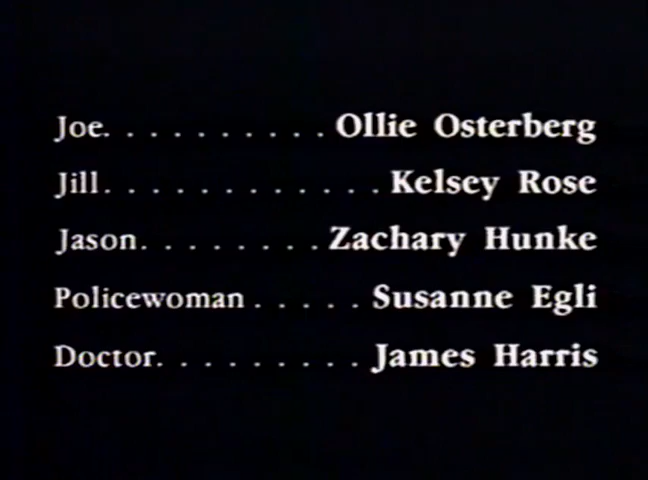 Joe. . . . . . . . . . Ollie Osterberg
Jill. . . . . . . . . . . . Kelsey Rose
Jason. . . . . . . . Zachary Hunke
Policewoman . . . . . Susanne Egli
Doctor. . . . . . . . . James Harris